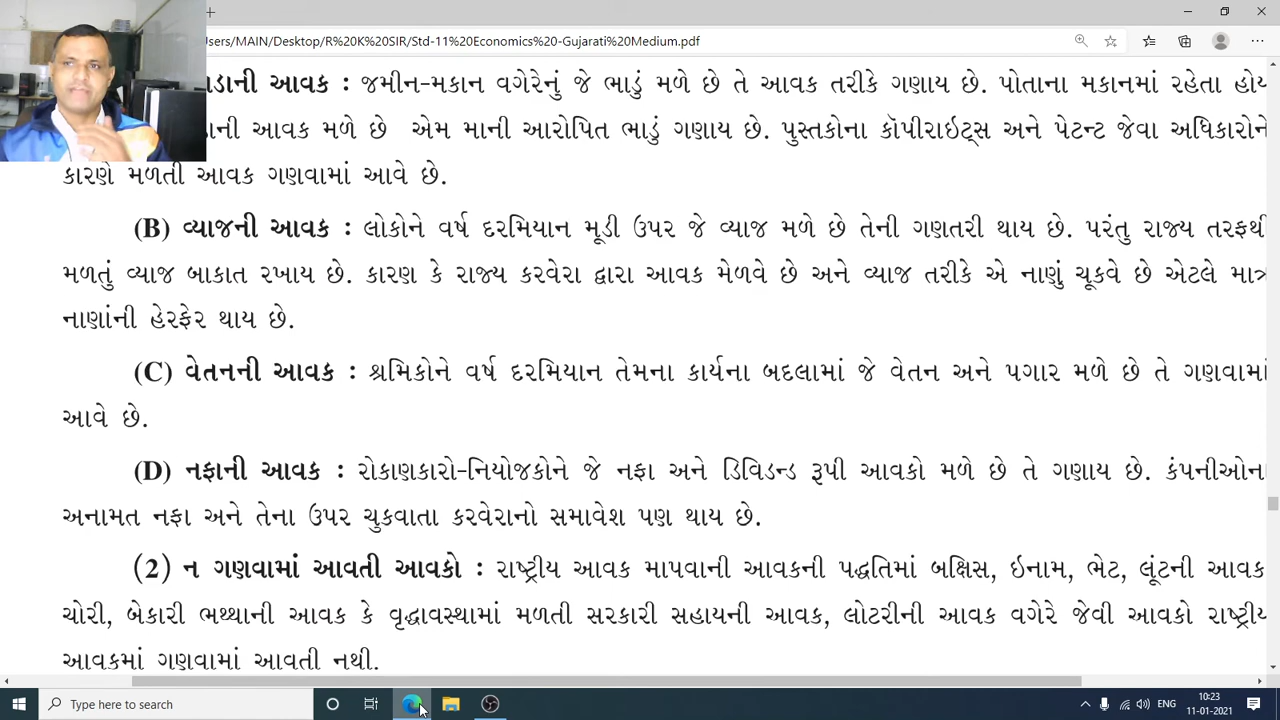 Users/MAIN/Desktop/R%20K%20SIR/Std-11%20Economics%20-Gujarati%20Medium.pdf
આવક : જમીન-મકાન વગેરેનું જે ભાડું મળે છે તે આવક તરીકે ગણાય છે. પોતાના મકાનમાં રહેતા હોય
આવક મળે છે એમ માની આરોપિત ભાડું ગણાય છે. પુસ્તકોના કૉપીરાઇટ્સ અને પેટન્ટ જેવા અધિકારોને
કારણે મળતી આવક ગણવામાં આવે છે.
(B) વ્યાજની આવક : લોકોને વર્ષ દરમિયાન મૂડી ઉપર જે વ્યાજ મળે છે તેની ગણતરી થાય છે. પરંતુ રાજ્ય તરફથી
મળતું વ્યાજ બાકાત રખાય છે. કારણ કે રાજ્ય કરવેરા દ્વારા આવક મેળવે છે અને વ્યાજ તરીકે એ નાણું ચૂકવે છે એટલે માત્ર
નાણાંની હેરફેર થાય છે.
(C) વેતનની આવક : શ્રમિકોને વર્ષ દરમિયાન તેમના કાર્યના બદલામાં જે વેતન અને પગાર મળે છે તે ગણવામાં
આવે છે.
(D) નફાની આવક : રોકાણકારો-નિયોજકોને જે નફા અને ડિવિડન્ડ રૂપી આવકો મળે છે તે ગણાય છે. કંપનીઓના
અનામત નફા અને તેના ઉપર ચુકવાતા કરવેરાનો સમાવેશ પણ થાય છે.
(2) ન ગણવામાં આવતી આવકો : રાષ્ટ્રીય આવક માપવાની આવકની પદ્ધતિમાં બક્ષિસ, ઇનામ, ભેટ, લૂંટની આવક
ચોરી, બેકારી ભથ્થાની આવક કે વૃદ્ધાવસ્થામાં મળતી સરકારી સહાયની આવક, લોટરીની આવક વગેરે જેવી આવકો રાષ્ટ્રીય
આવકમાં ગણવામાં આવતી નથી.
Type here to search
ENG
10:23
11-01-2021